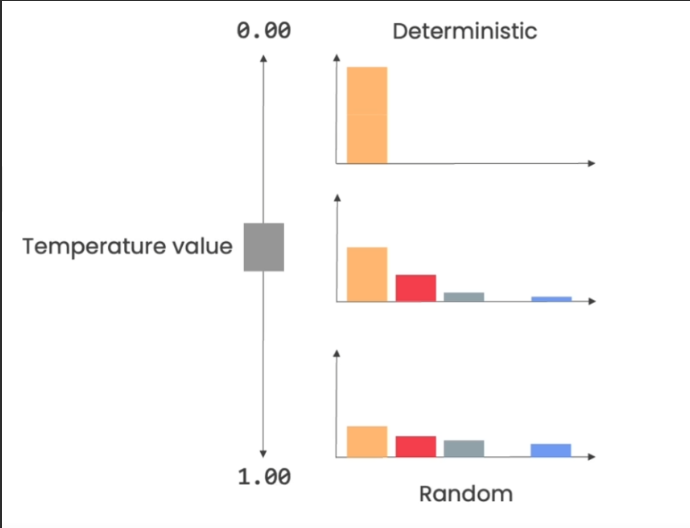 0.00
Deterministic
Temperature value
1.00
Random